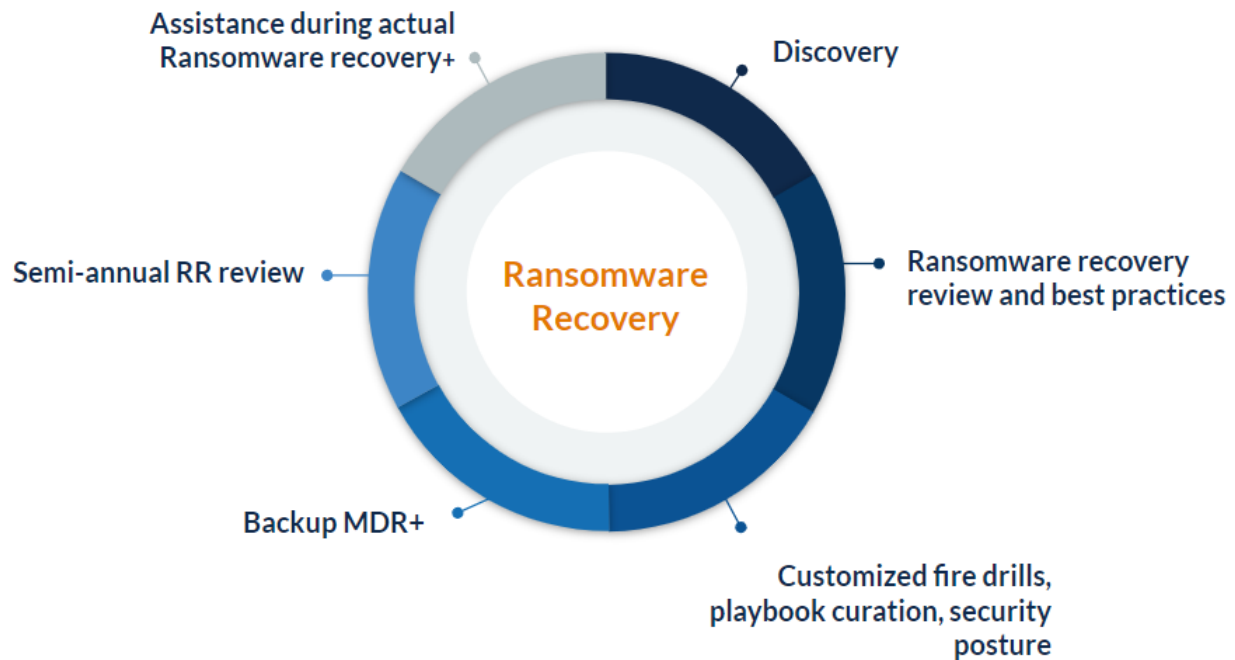 Assistance during actual
Ransomware recovery+
Discovery
Ransomware recovery
review and best practices
Customized fire drills,
playbook curation, security
posture
Backup MDR+
Semi-annual RR review
Ransomware
Recovery